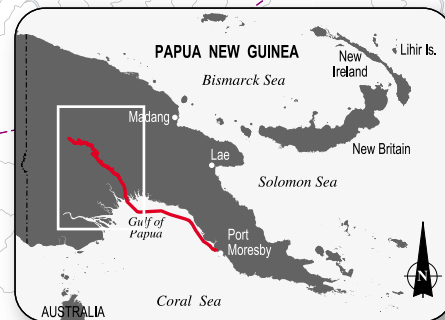 PAPUA NEW GUINEA
New
Ireland
Lihir Is.
Bismarck Sea
Madang
Lae
New Britain
Solomon Sea
Gulf of
Papua
Port
Moresby
N
Coral Sea
AUSTRALIA